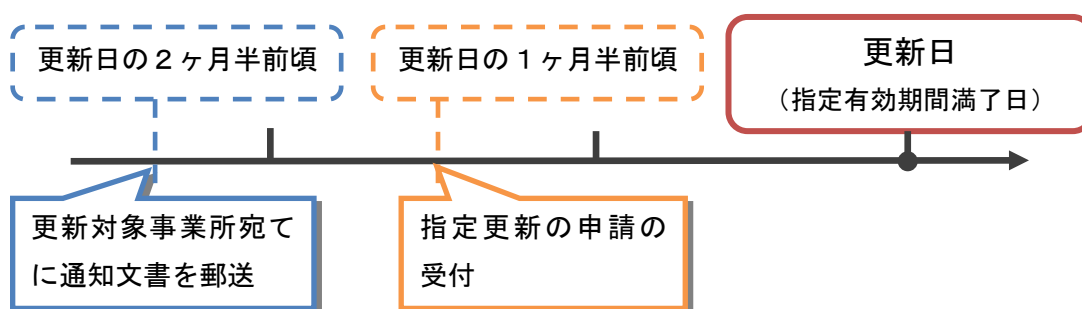 更新日の２ヶ月半前頃
更新日の１ヶ月半前頃
更新日
（指定有効期間満了日）
更新対象事業所宛て
に通知文書を郵送
指定更新の申請の
受付